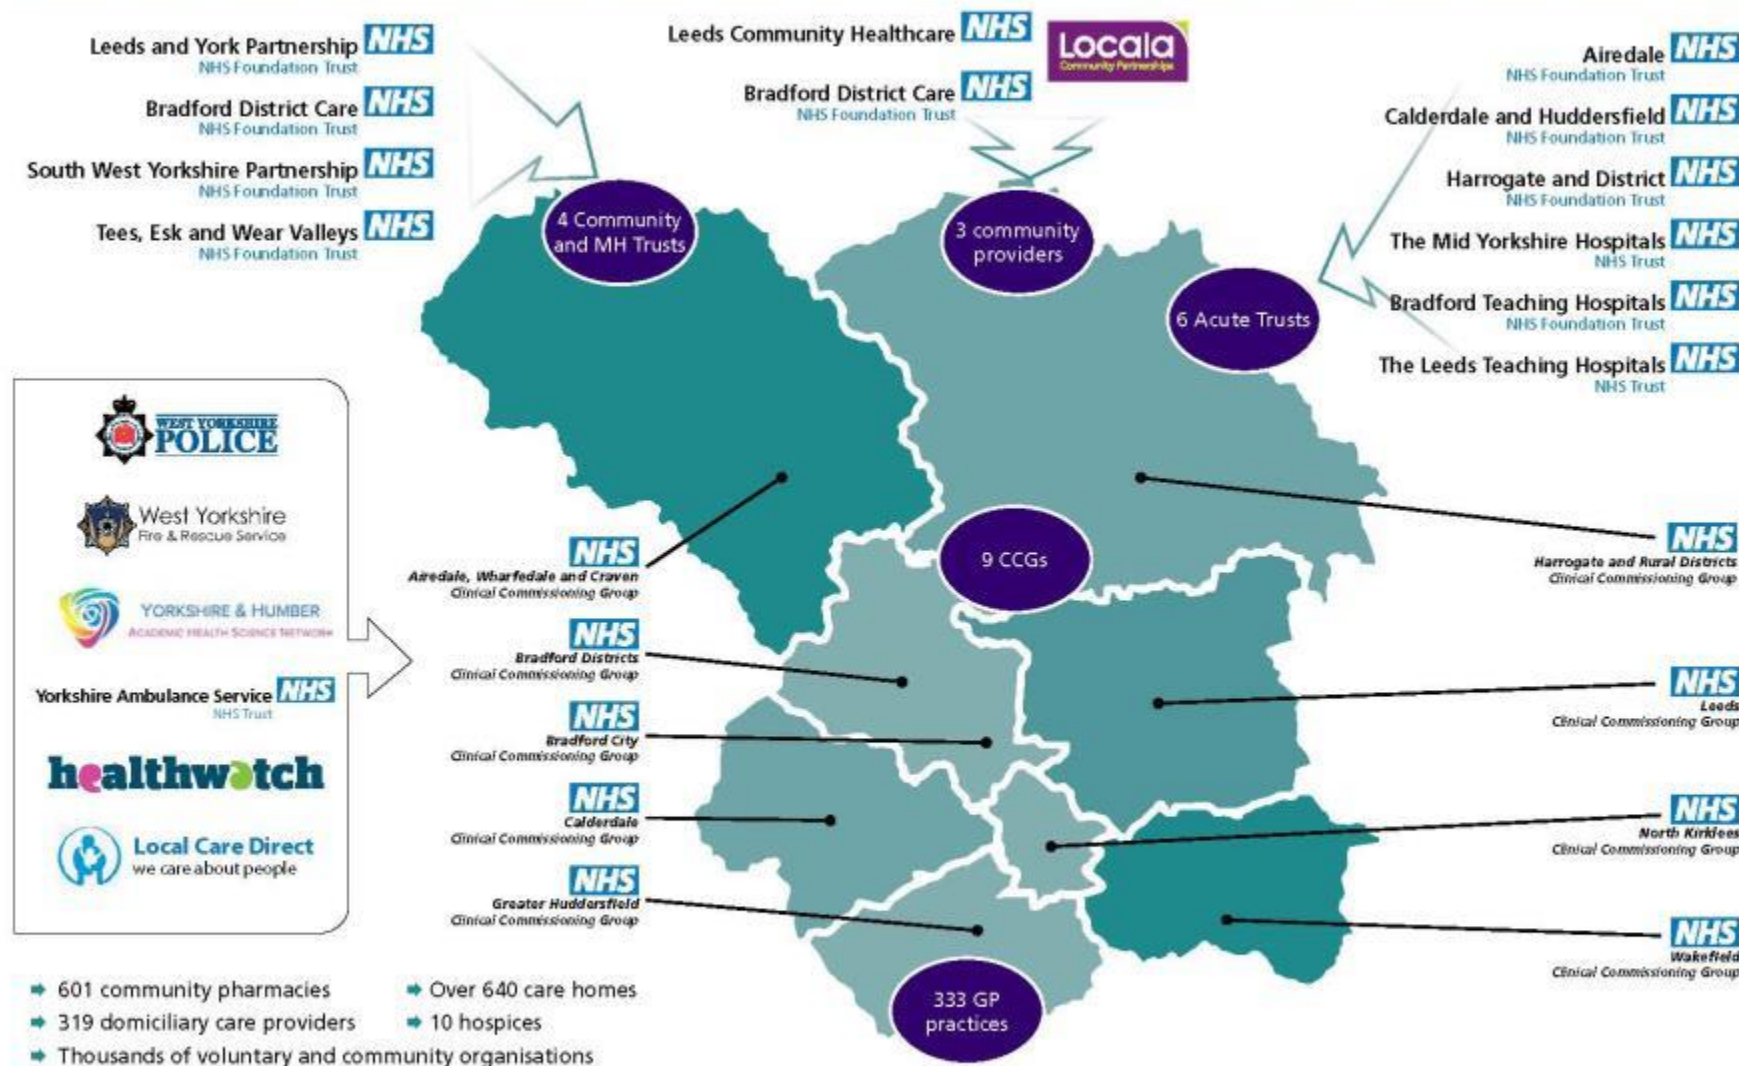 Leeds and York Partnership NHS
NHS Foundation Trust
Bradford District Care NHS
NHS Foundation Trust
South West Yorkshire Partnership NHS
NHS Foundation Trust
Tees, Esk and Wear Valleys NHS
NHS Foundation Trust
Leeds Community Healthcare NHS
Locala
Community Partnerships
Bradford District Care NHS
NHS Foundation Trust
Airedale NHS
NHS Foundation Trust
Calderdale and Huddersfield NHS
NHS Foundation Trust
Harrogate and District NHS
NHS Foundation Trust
The Mid Yorkshire Hospitals NHS
NHS Trust
Bradford Teaching Hospitals NHS
NHS Foundation Trust
The Leeds Teaching Hospitals NHS
NHS Trust
4 Community
and MH Trusts
3 community
providers
6 Acute Trusts
WEST YORKSHIRE
POLICE
West Yorkshire
Fire & Rescue Service
YORKSHIRE & HUMBER
ACADEMIC HEALTH SCIENCE NETWORK
Yorkshire Ambulance Service NHS
NHS Trust
healthwatch
Local Care Direct
we care about people
9 CCGs
NHS
Airedale, Wharfedale and Craven
Clinical Commissioning Group
NHS
Bradford Districts
Clinical Commissioning Group
NHS
Bradford City
Clinical Commissioning Group
NHS
Calderdale
Clinical Commissioning Group
NHS
Greater Huddersfield
Clinical Commissioning Group
NHS
Harrogate and Rural Districts
Clinical Commissioning Group
NHS
Leeds
Clinical Commissioning Group
NHS
North Kirklees
Clinical Commissioning Group
NHS
Wakefield
Clinical Commissioning Group
333 GP
practices
601 community pharmacies
Over 640 care homes
319 domiciliary care providers
10 hospices
Thousands of voluntary and community organisations